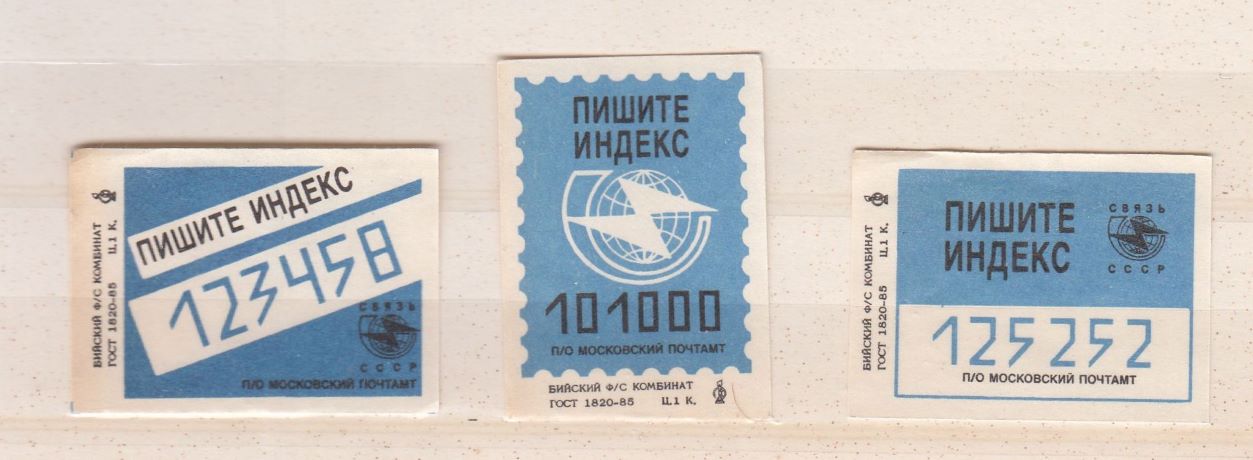 БИЙСКИЙ Ф/С КОМБИНАТ
ГОСТ 1820-85 Ц.1 К.
ПИШИТЕ ИНДЕКС
123458
СВЯЗЬ
СССР
П/О МОСКОВСКИЙ ПОЧТАМТ
ПИШИТЕ
ИНДЕКС
101000
П/О МОСКОВСКИЙ ПОЧТАМТ
БИЙСКИЙ Ф/С КОМБИНАТ
ГОСТ 1820-85 Ц.1 К.
БИЙСКИЙ Ф/С КОМБИНАТ
ГОСТ 1820-85 Ц.1 К.
ПИШИТЕ
ИНДЕКС
СВЯЗЬ
СССР
125252
П/О МОСКОВСКИЙ ПОЧТАМТ